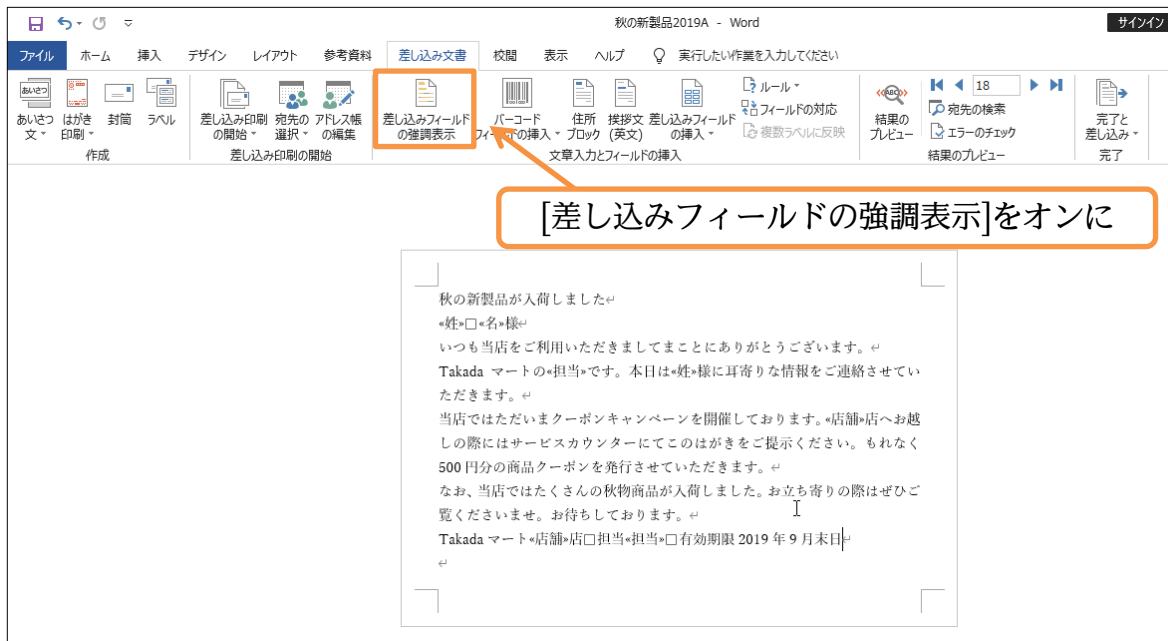 秋の新製品2019A - Word
サインイン
ファイル ホーム 挿入 デザイン レイアウト 参考資料 差し込み文書 校閲 表示 ヘルプ 実行したい作業を入力してください
あいさつ文
はがき印刷
封筒
ラベル
作成
差し込み印刷の開始
宛先の選択
アドレス帳の編集
差し込み印刷の開始
差し込みフィールドの強調表示
バーコード フィールドの挿入
住所ブロック
挨拶文(英文)
差し込みフィールドの挿入
ルール
フィールドの対応
複数ラベルに反映
文章入力とフィールドの挿入
ABC
結果のプレビュー
18
宛先の検索
エラーのチェック
結果のプレビュー
完了と差し込み
完了
[差し込みフィールドの強調表示]をオンに
秋の新製品が入荷しました↵
«姓»□«名»様↵
いつも当店をご利用いただきましてまことにありがとうございます。↵
Takada マートの«担当»です。本日は«姓»様に耳寄りな情報をご連絡させてい
ただきます。↵
当店ではただいまクーポンキャンペーンを開催しております。«店舗»店へお越
しの際にはサービスカウンターにてこのはがきをご提示ください。もれなく
500 円分の商品クーポンを発行させていただきます。↵
なお、当店ではたくさんの秋物商品が入荷しました。お立ち寄りの際はぜひご
覧くださいませ。お待ちしております。↵
Takada マート«店舗»店□担当«担当»□有効期限 2019 年 9 月末日↵
↵